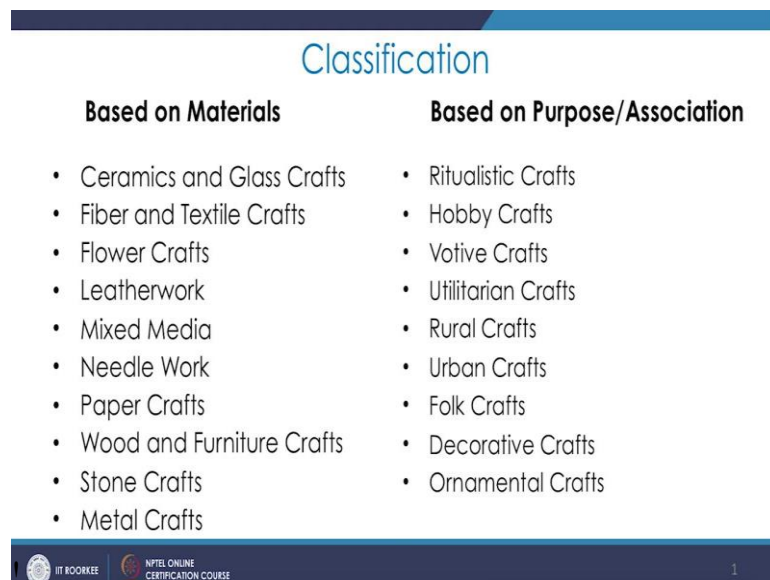 Classification
Based on Materials
• Ceramics and Glass Crafts
• Fiber and Textile Crafts
• Flower Crafts
• Leatherwork
• Mixed Media
• Needle Work
• Paper Crafts
• Wood and Furniture Crafts
• Stone Crafts
• Metal Crafts
Based on Purpose/Association
• Ritualistic Crafts
• Hobby Crafts
• Votive Crafts
• Utilitarian Crafts
• Rural Crafts
• Urban Crafts
• Folk Crafts
• Decorative Crafts
• Ornamental Crafts
IIT ROORKEE
NPTEL ONLINE
CERTIFICATION COURSE
1